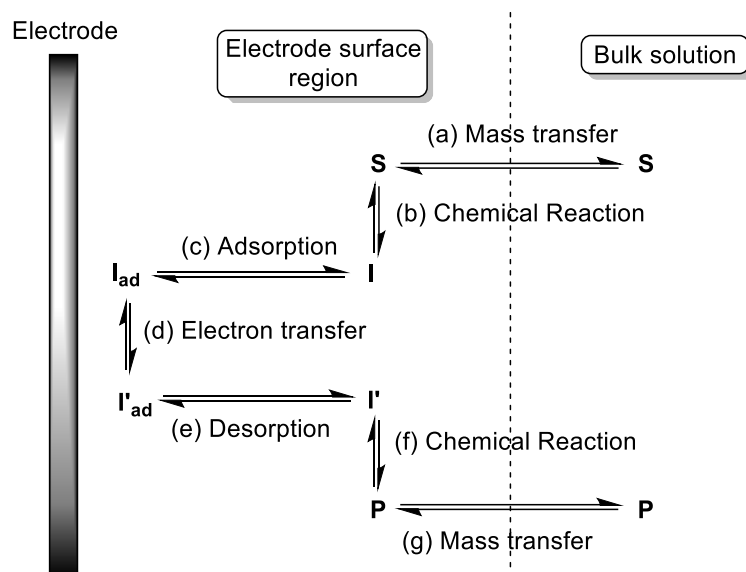 Electrode
Electrode surface
region
Bulk solution
(a) Mass transfer
S
S
(b) Chemical Reaction
(c) Adsorption
I ad
I
(d) Electron transfer
I' ad
I'
(e) Desorption
(f) Chemical Reaction
P
P
(g) Mass transfer